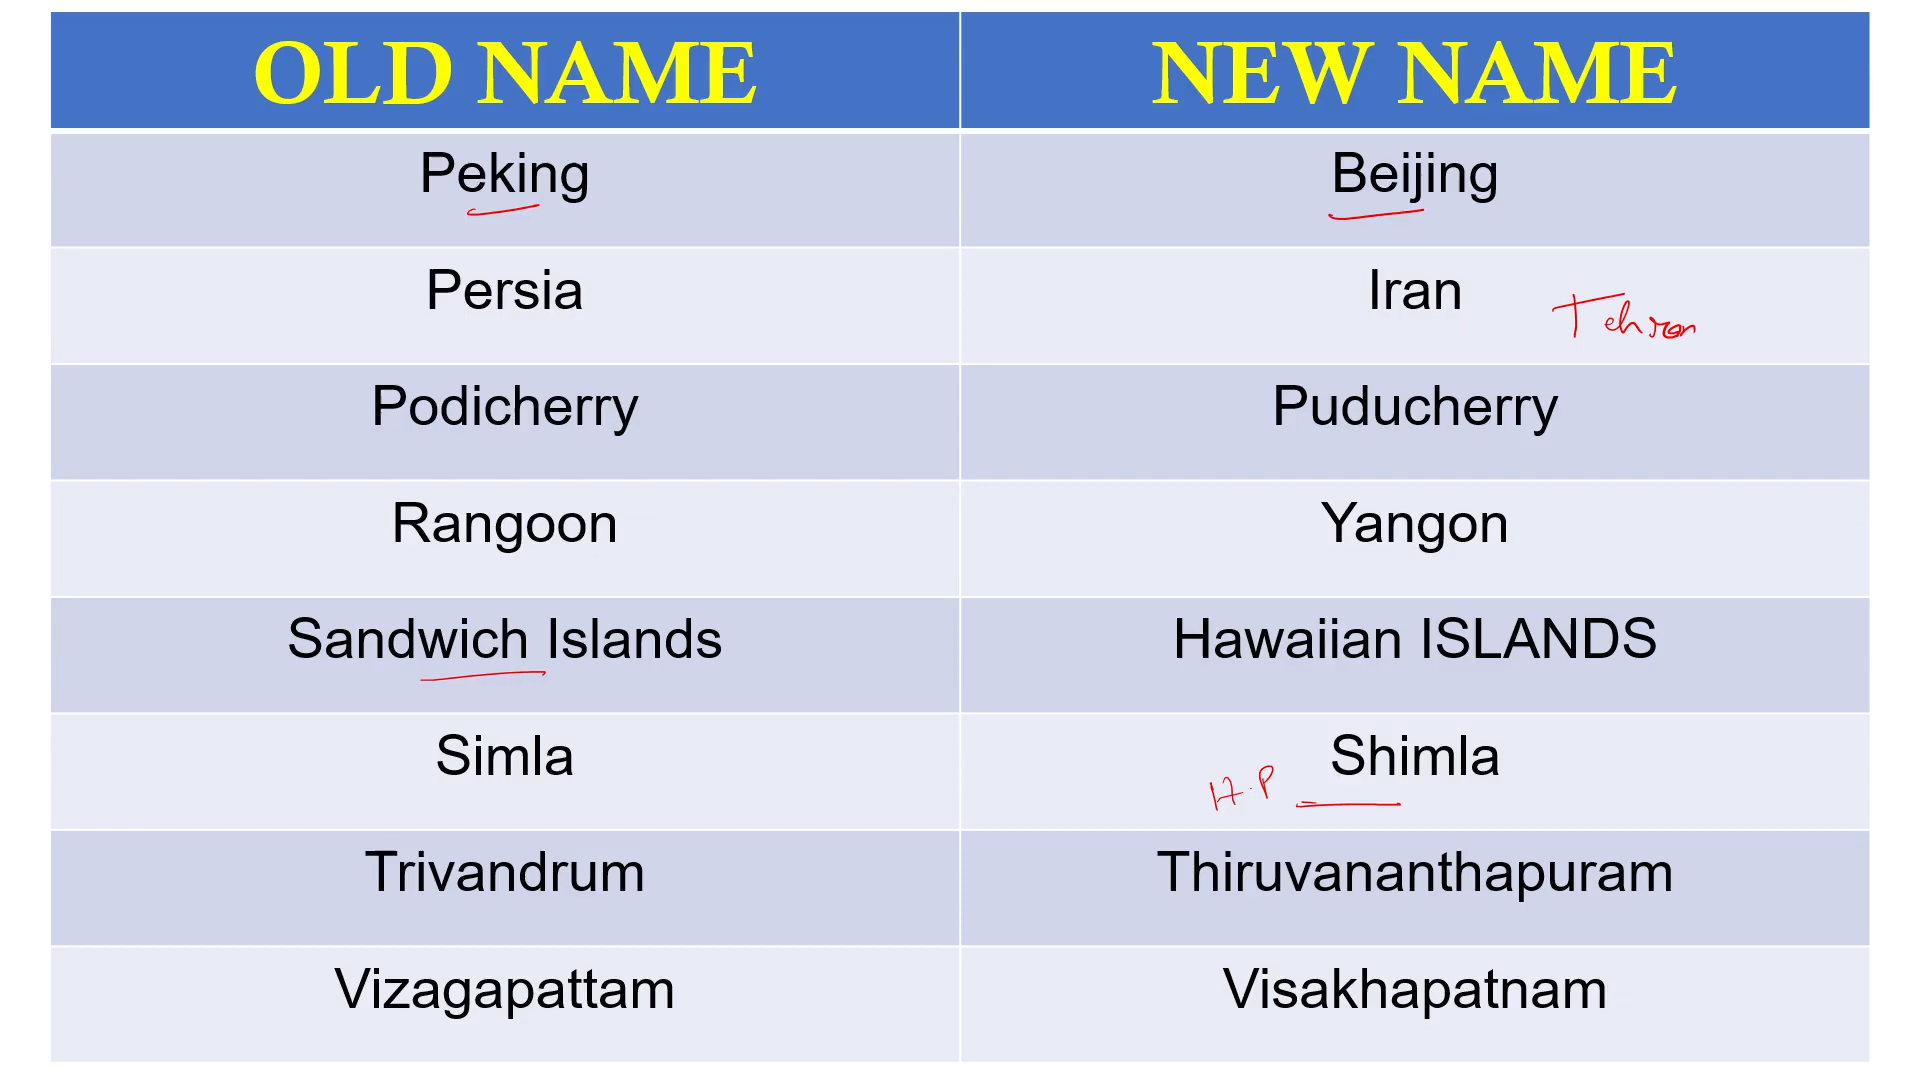 OLD NAME NEW NAME
Peking Beijing
Persia Iran
Tehran
Podicherry Puducherry
Rangoon Yangon
Sandwich Islands Hawaiian ISLANDS
Simla Shimla
H.P
Trivandrum Thiruvananthapuram
Vizagapattam Visakhapatnam